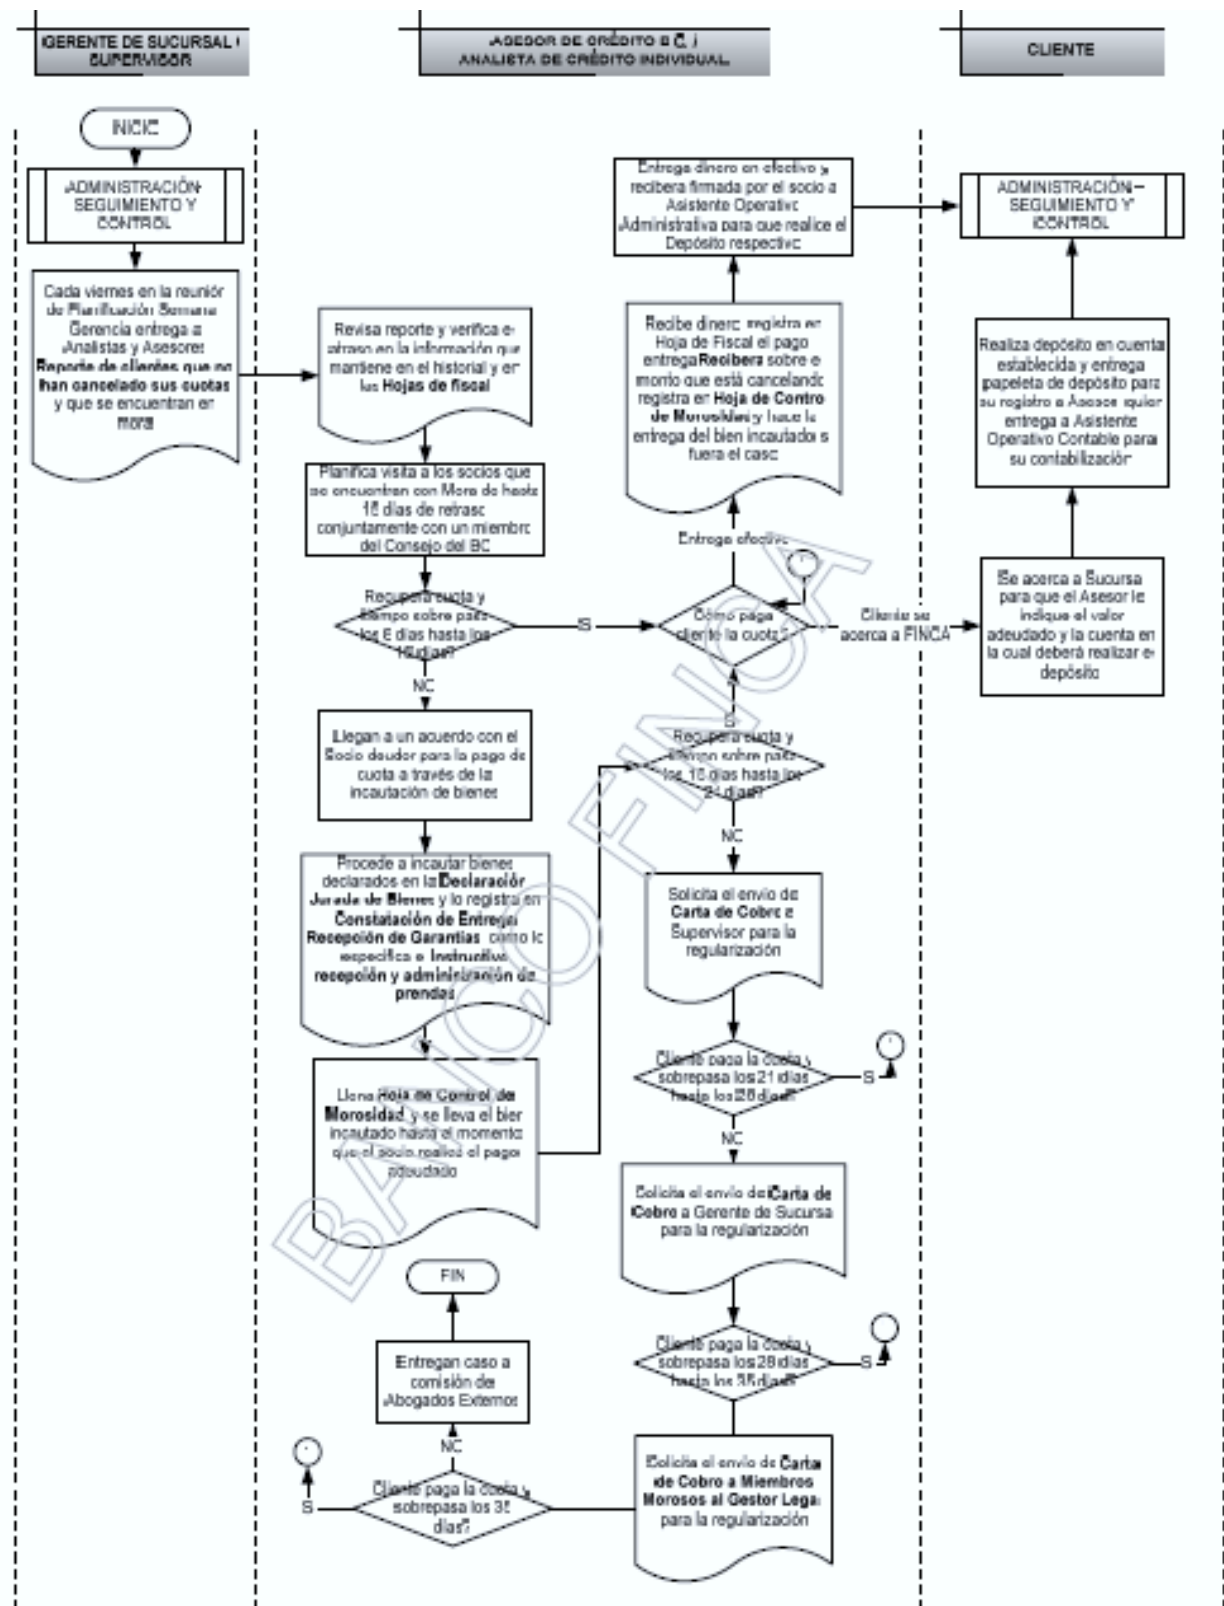 GERENTE DE SUCURSAL
SUPERVISOR
ASESOR DE CRÉDITO BC /
ANALISTA DE CRÉDITO INDIVIDUAL
CLIENTE
INICIO
ADMINISTRACIÓN
SEGUIMIENTO Y
CONTROL
Cada viernes en la reunión
de Planificación Semana
Gerencia entrega a
Analistas y Asesores
Reporte de clientes que no
han cancelado sus cuotas
y que se encuentran en
mora
Revisa reporte y verifica e
atraso en la información que
mantiene en el historial y en
las Hojas de fiscal
Planifica visita a los socios que
se encuentran con Mora de hasta
15 días de retraso
conjuntamente con un miembro
del Consejo del BC
Recupera cuota y
tiempo sobre pasa
los 8 días hasta los
15 días?
S
NO
Llegan a un acuerdo con el
Socio deudor para la pago de
cuota a través de la
incautación de bienes
Procede a incautar bienes
declarados en la Declaración
Jurada de Bienes y lo registra en
Constatación de Entrega
Recepción de Garantías como lo
especifica e Instructivo
recepción y administración de
prendas
Llena Hoja de Control de
Morosidad y se lleva el bien
incautado hasta el momento
que el socio realice el pago
adeudado
Entrega dinero en efectivo y
recibera firmada por el socio a
Asistente Operativo
Administrativa para que realice el
Depósito respectivo
Recibe dinero registra en
Hoja de Fiscal el pago
entrega Recibera sobre e
monto que está cancelando
registra en Hoja de Contro
de Morosidad y hace la
entrega del bien incautado s
fuera el caso
Entrega efectivo
Cómo paga
cliente la cuota?
Cliente se
acerca a FINCA
S
Recupera cuota y
tiempo sobre pasa
los 15 días hasta los
21 días?
NO
Solicita el envío de
Carta de Cobro a
Supervisor para la
regularización
Cliente paga la cuota y
sobrepasa los 21 días
hasta los 28 días?
S
NO
Solicita el envío de Carta de
Cobro a Gerente de Sucursa
para la regularización
Cliente paga la cuota y
sobrepasa los 28 días
hasta los 35 días?
S
Solicita el envío de Carta
de Cobro a Miembros
Morosos al Gestor Legal
para la regularización
Cliente paga la cuota y
sobrepasa los 35
días?
S
NO
Entregan caso a
comisión de
Abogados Externos
FIN
ADMINISTRACIÓN –
SEGUIMIENTO Y
CONTROL
Realiza depósito en cuenta
establecida y entrega
papeleta de depósito para
su registro a Asesor quien
entrega a Asistente
Operativo Contable para
su contabilización
Se acerca a Sucursa
para que el Asesor le
indique el valor
adeudado y la cuenta en
la cual deberá realizar e
depósito
BANCO FINCA